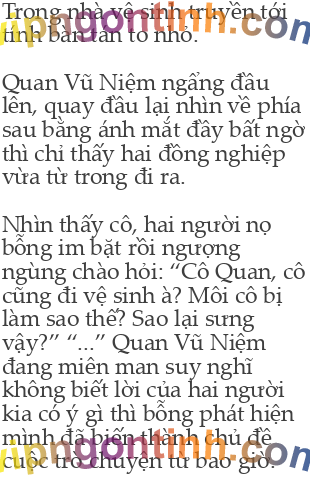 Trong nhà vệ sinh truyền tới
tiếng bàn tán to nhỏ.
Quan Vũ Niệm ngẩng đầu
lên, quay đầu lại nhìn về phía
sau bằng ánh mắt đầy bất ngờ
thì chỉ thấy hai đồng nghiệp
vừa từ trong đi ra.
Nhìn thấy cô, hai người nọ
bỗng im bặt rồi ngượng
ngùng chào hỏi: “Cô Quan, cô
cũng đi vệ sinh à? Môi cô bị
làm sao thế? Sao lại sưng
vậy?” “...” Quan Vũ Niệm
đang miên man suy nghĩ
không biết lời của hai người
kia có ý gì thì bỗng phát hiện
mình đã biến thành chủ đề
cuộc trò chuyện từ bao giờ.
vipngontinh.com
vipngontinh.com